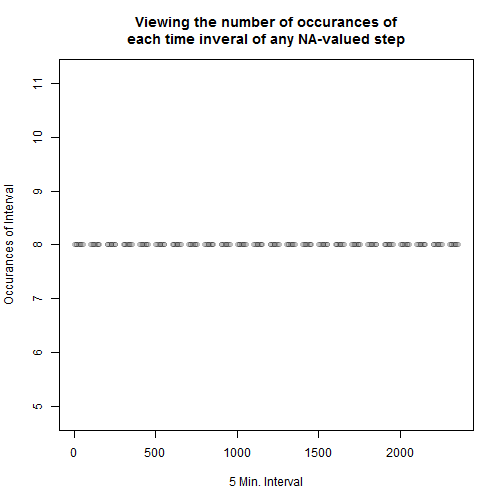 Viewing the number of occurances of
each time inveral of any NA-valued step
Occurances of Interval
11
10
9
8
7
6
5
0 500 1000 1500 2000
5 Min. Interval